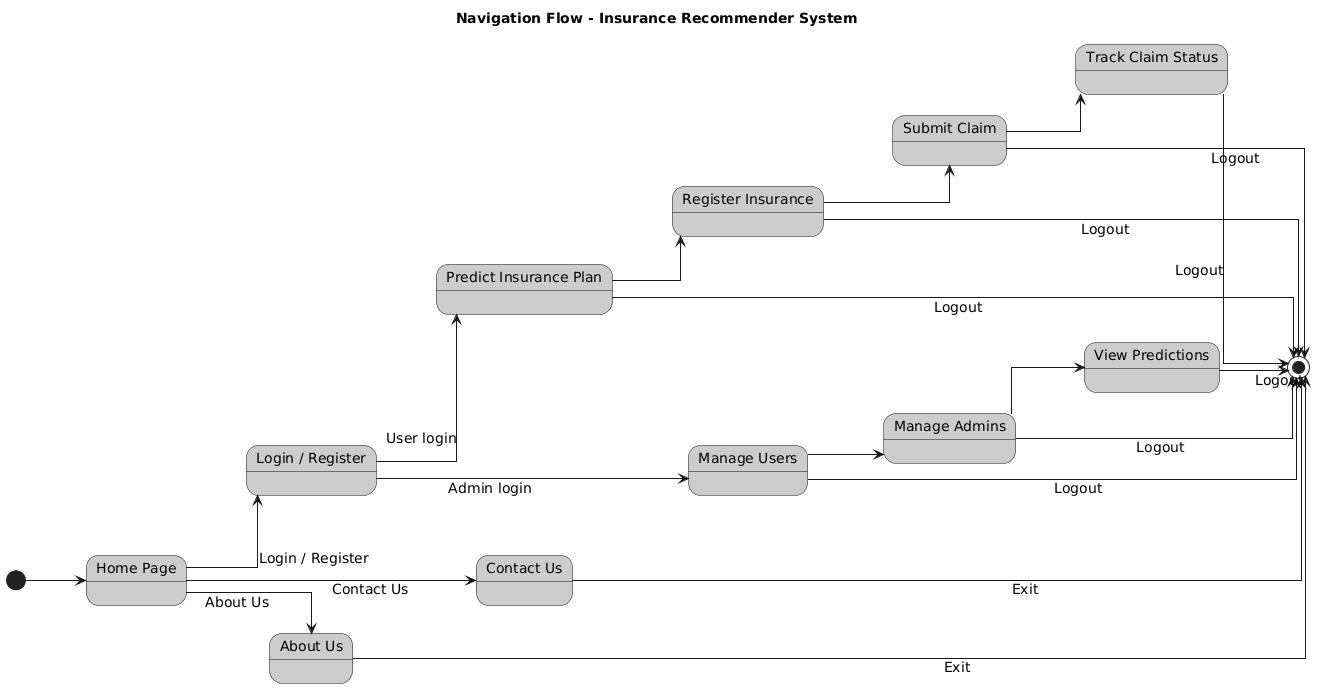 Navigation Flow - Insurance Recommender System
Track Claim Status
Submit Claim
Logout
Register Insurance
Logout
Logout
Predict Insurance Plan
Logout
View Predictions
Logout
Manage Admins
User login
Logout
Login / Register
Manage Users
Admin login
Logout
Login / Register
Home Page
Contact Us
Contact Us
Exit
About Us
About Us
Exit